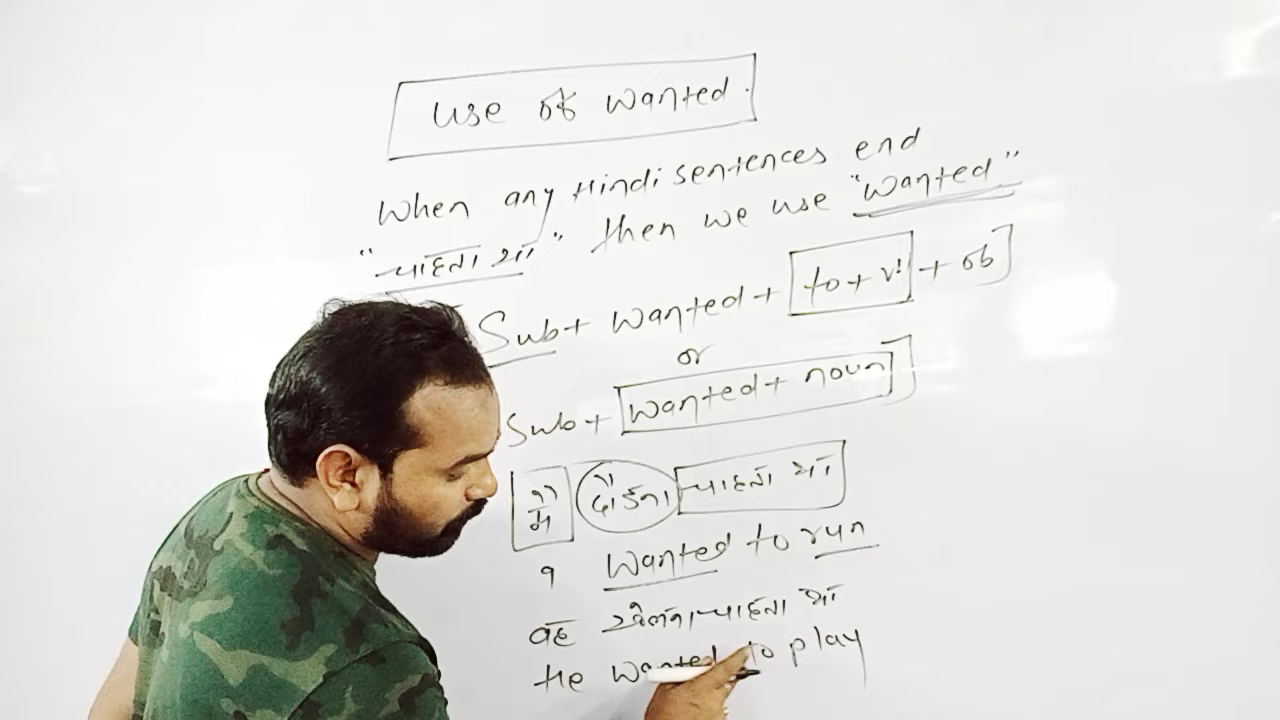 Use of Wanted.
When any Hindi sentences end
"चाहता था" then we use "Wanted"
Sub + Wanted + to + v1 + ob
or
Sub + Wanted + noun
मैं दौड़ना चाहता था
I Wanted to run
वह खेलना चाहता था
He wanted to play